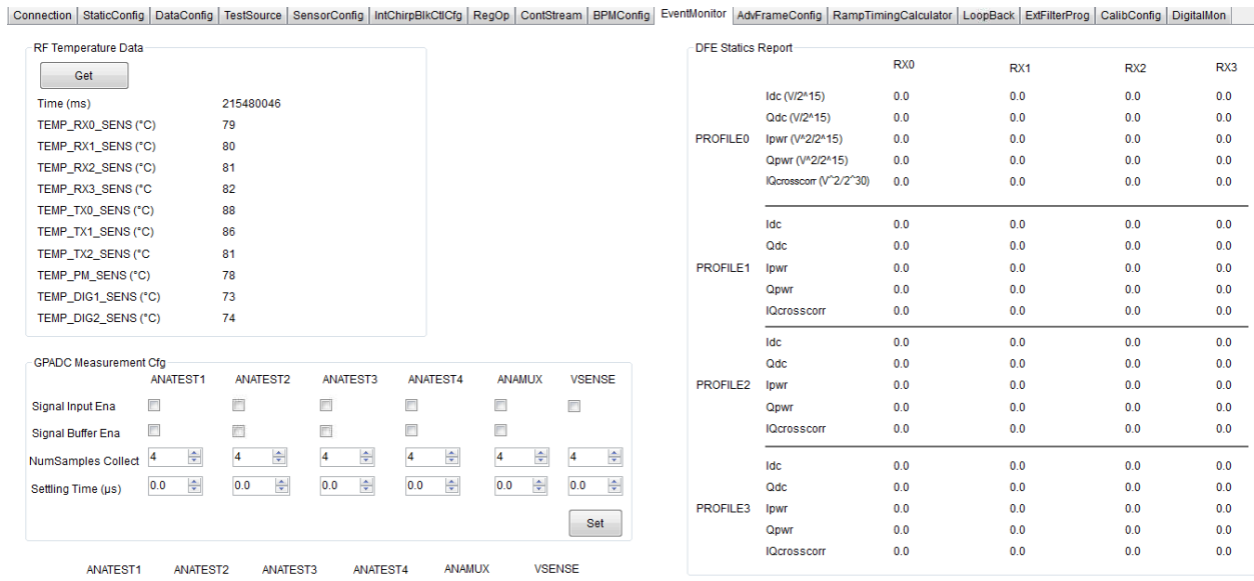 Connection StaticConfig DataConfig TestSource SensorConfig IntChirpBlkCtlCfg RegOp ContStream BPMConfig EventMonitor AdvFrameConfig RampTimingCalculator LoopBack ExtFilterProg CalibConfig DigitalMon
RF Temperature Data
Get
Time (ms) 215480046
TEMP_RX0_SENS (°C) 79
TEMP_RX1_SENS (°C) 80
TEMP_RX2_SENS (°C) 81
TEMP_RX3_SENS (°C 82
TEMP_TX0_SENS (°C) 88
TEMP_TX1_SENS (°C) 86
TEMP_TX2_SENS (°C 81
TEMP_PM_SENS (°C) 78
TEMP_DIG1_SENS (°C) 73
TEMP_DIG2_SENS (°C) 74
GPADC Measurement Cfg
ANATEST1 ANATEST2 ANATEST3 ANATEST4 ANAMUX VSENSE
Signal Input Ena
Signal Buffer Ena
NumSamples Collect 4 4 4 4 4 4
Settling Time (µs) 0.0 0.0 0.0 0.0 0.0 0.0
Set
ANATEST1 ANATEST2 ANATEST3 ANATEST4 ANAMUX VSENSE
DFE Statics Report
RX0 RX1 RX2 RX3
Idc (V/2^15) 0.0 0.0 0.0 0.0
Qdc (V/2^15) 0.0 0.0 0.0 0.0
PROFILE0 Ipwr (V^2/2^15) 0.0 0.0 0.0 0.0
Qpwr (V^2/2^15) 0.0 0.0 0.0 0.0
IQcrosscorr (V^2/2^30) 0.0 0.0 0.0 0.0
Idc 0.0 0.0 0.0 0.0
Qdc 0.0 0.0 0.0 0.0
PROFILE1 Ipwr 0.0 0.0 0.0 0.0
Qpwr 0.0 0.0 0.0 0.0
IQcrosscorr 0.0 0.0 0.0 0.0
Idc 0.0 0.0 0.0 0.0
Qdc 0.0 0.0 0.0 0.0
PROFILE2 Ipwr 0.0 0.0 0.0 0.0
Qpwr 0.0 0.0 0.0 0.0
IQcrosscorr 0.0 0.0 0.0 0.0
Idc 0.0 0.0 0.0 0.0
Qdc 0.0 0.0 0.0 0.0
PROFILE3 Ipwr 0.0 0.0 0.0 0.0
Qpwr 0.0 0.0 0.0 0.0
IQcrosscorr 0.0 0.0 0.0 0.0